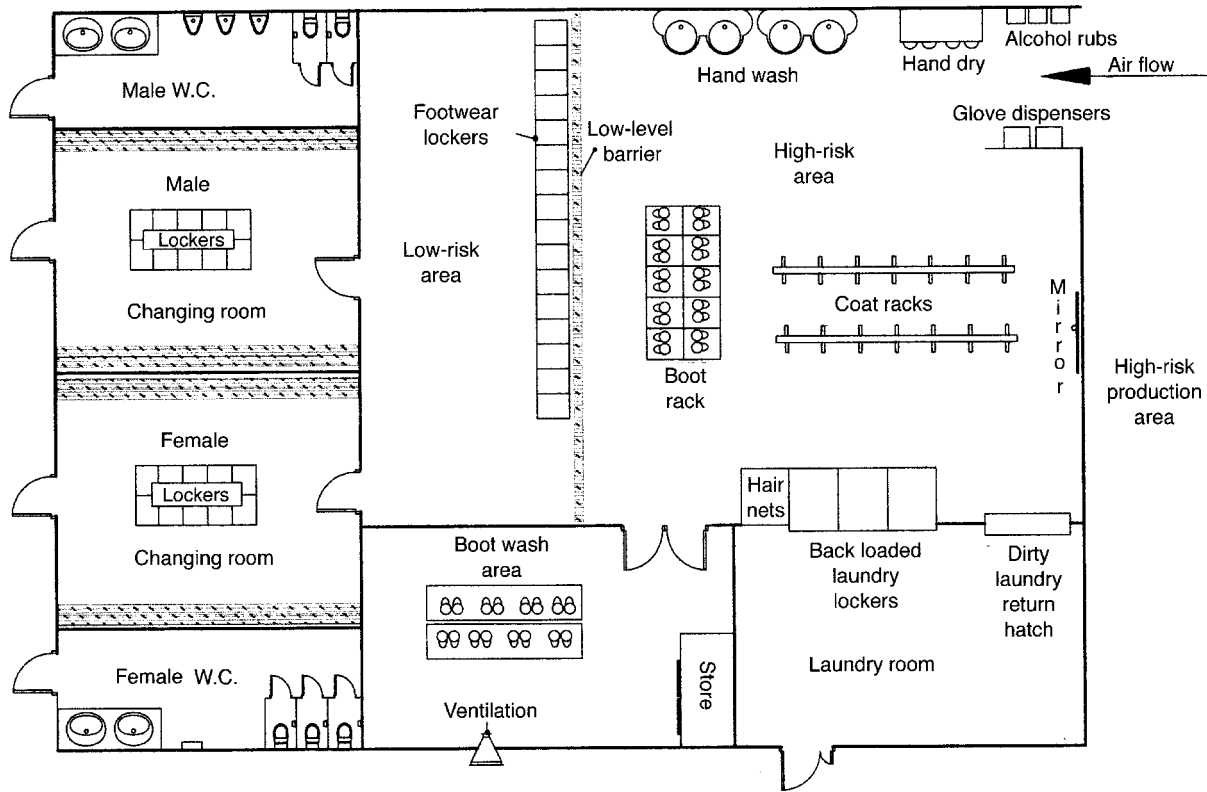 Male W.C.
Male
Lockers
Changing room
Female
Lockers
Changing room
Female W.C.
Footwear
lockers
Low-level
barrier
Low-risk
area
Hand wash
Hand dry
Alcohol rubs
Air flow
Glove dispensers
High-risk
area
Coat racks
Boot
rack
Mirror
High-risk
production
area
Hair
nets
Back loaded
laundry
lockers
Dirty
laundry
return
hatch
Boot wash
area
Ventilation
Store
Laundry room